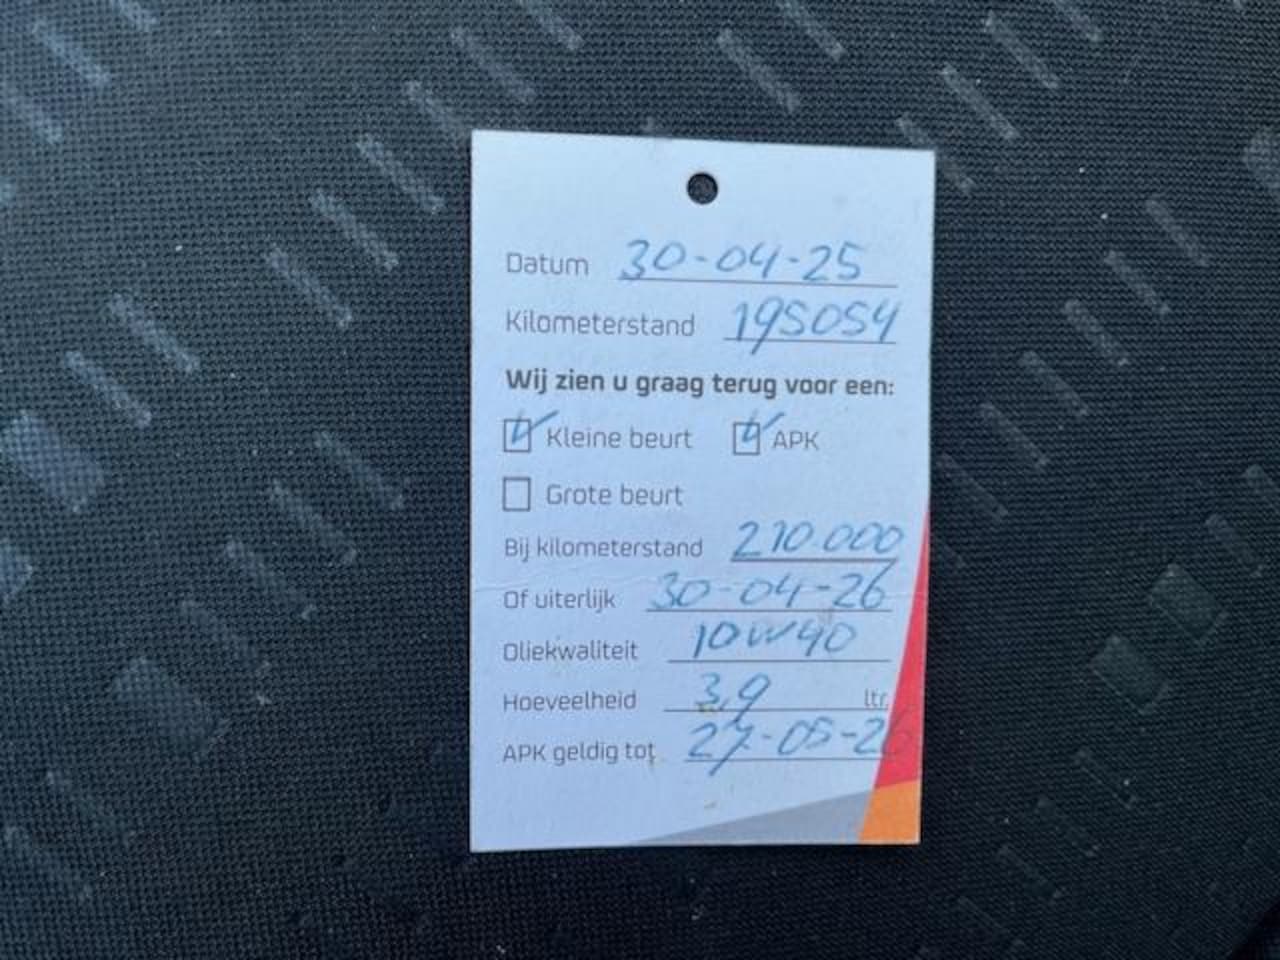 Datum 30-04-25
Kilometerstand 195054
Wij zien u graag terug voor een:
Kleine beurt APK
Grote beurt
Bij kilometerstand 210.000
Of uiterlijk 30-04-26
Oliekwaliteit 10W40
Hoeveelheid 3,9 ltr.
APK geldig tot 27-05-26